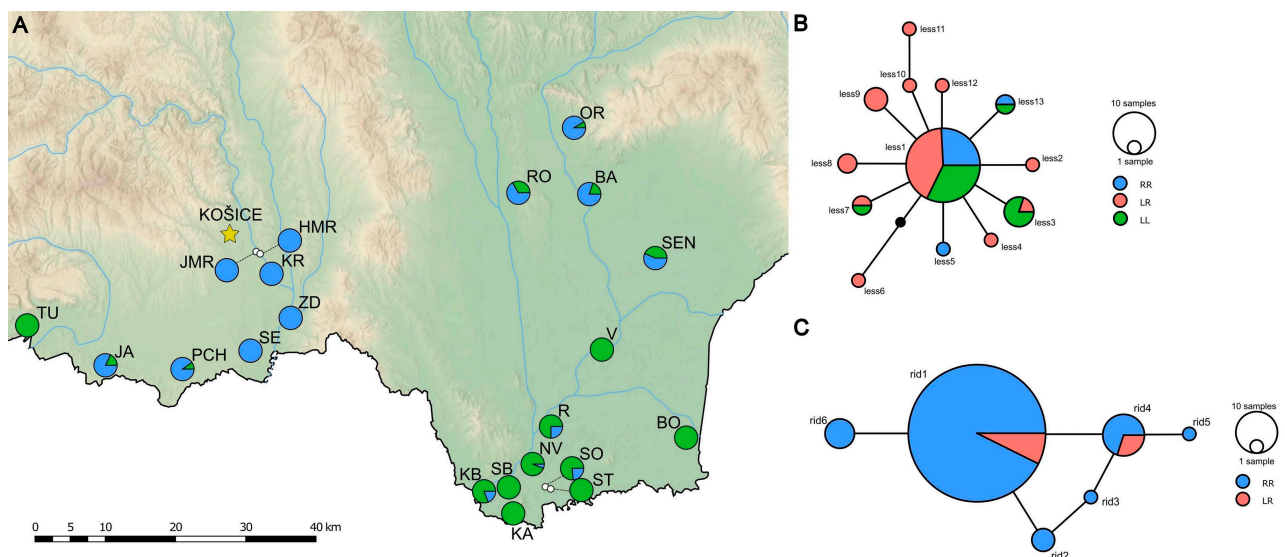 A
KOŠICE
HMR
JMR
KR
ZD
SE
TU
JA
PCH
OR
RO
BA
SEN
V
R
BO
NV
SO
KB
SB
ST
KA
0 5 10 20 30 40 km
B
less11
less10
less12
less9
less13
less1
less8
less2
less7
less3
less4
less5
less6
10 samples
1 sample
RR
LR
LL
C
rid1
rid6
rid4
rid5
rid3
rid2
10 samples
1 sample
RR
LR